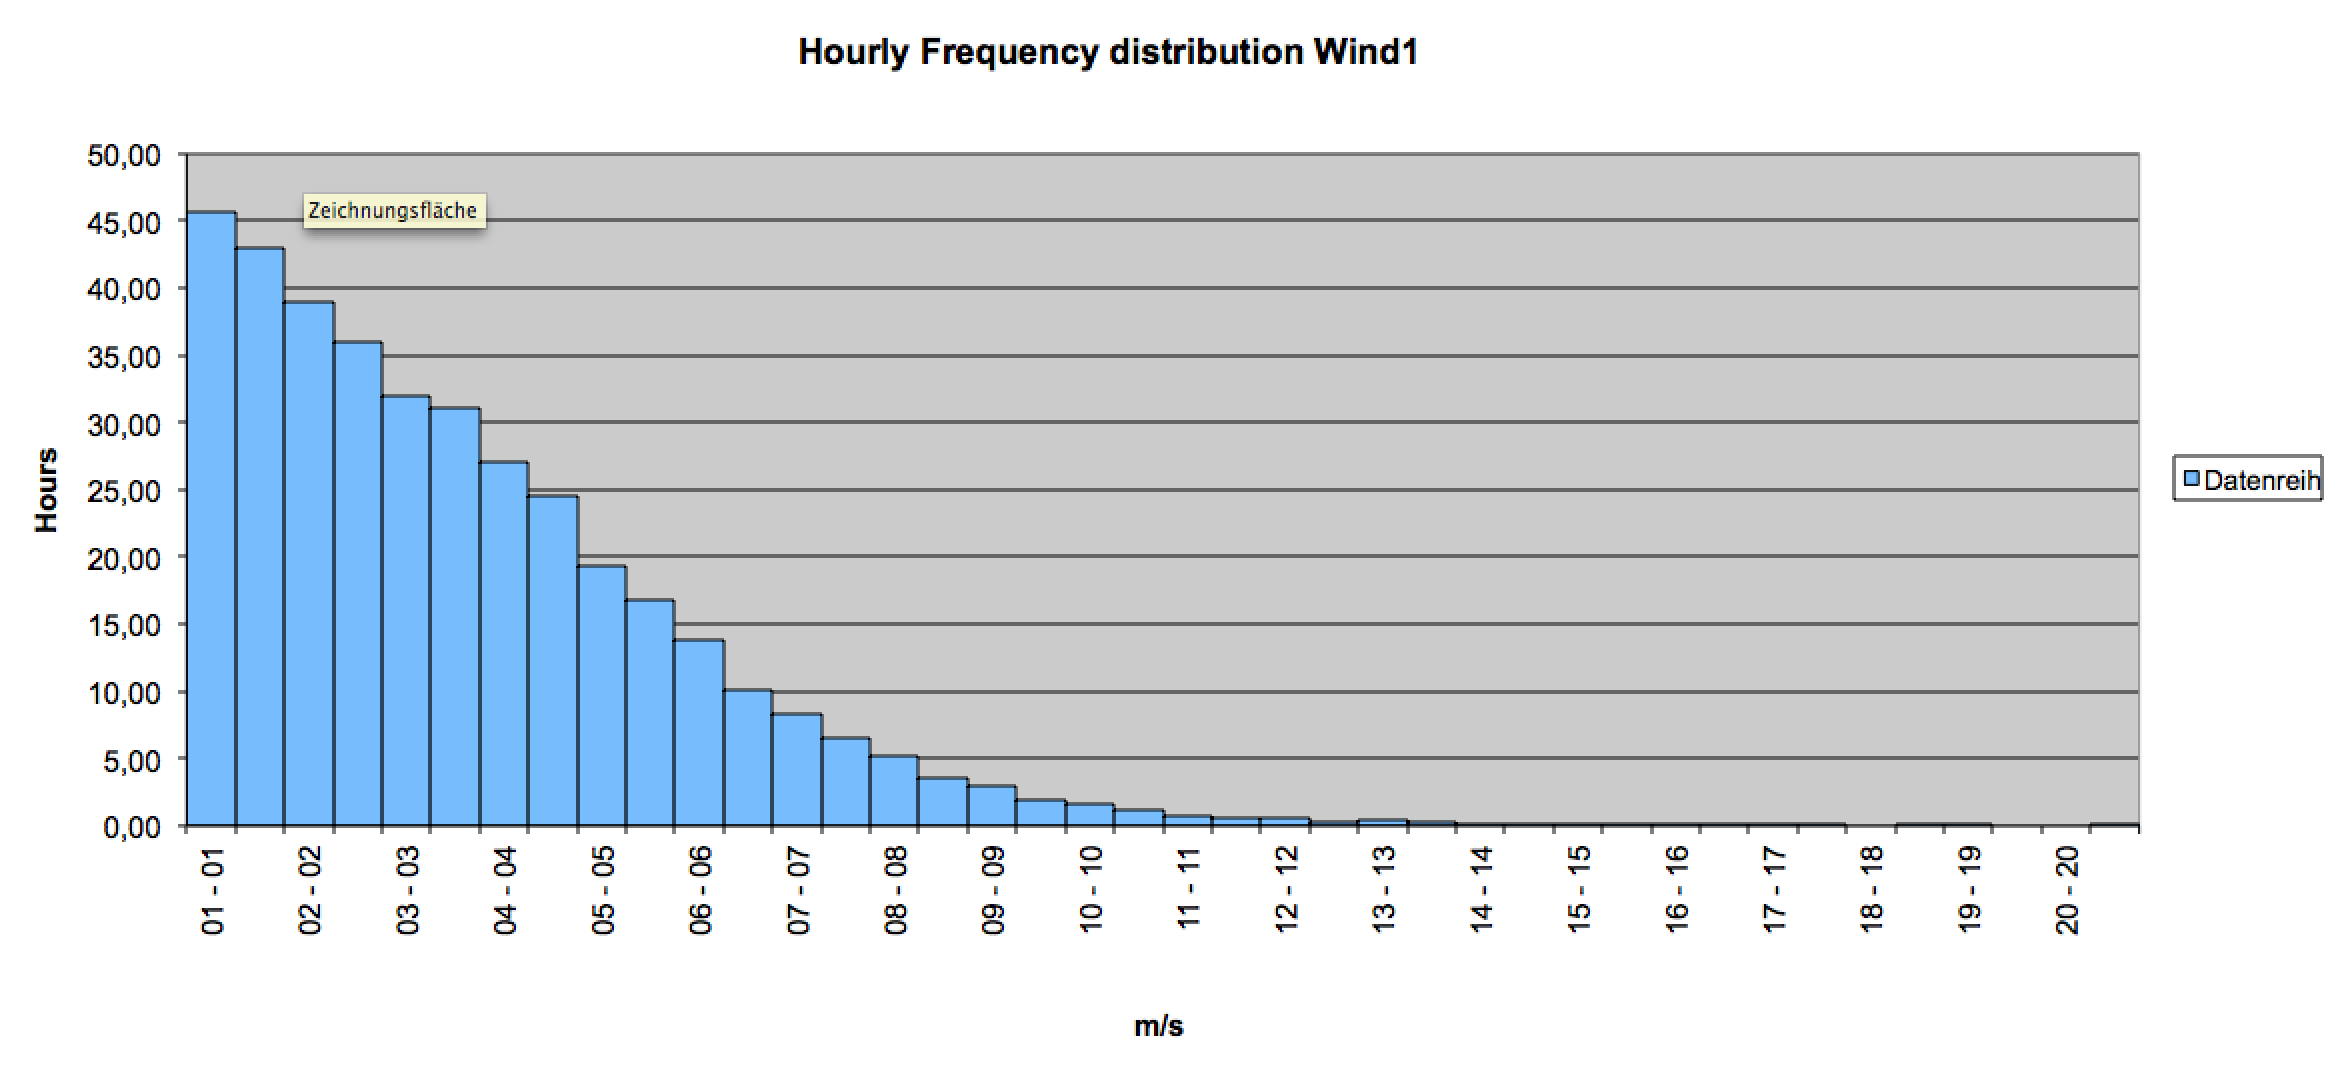 Hourly Frequency distribution Wind1
50,00
45,00
40,00
35,00
30,00
25,00
20,00
15,00
10,00
5,00
0,00
Zeichnungsfläche
Hours
Datenreih
01 - 01
02 - 02
03 - 03
04 - 04
05 - 05
06 - 06
07 - 07
08 - 08
09 - 09
10 - 10
11 - 11
12 - 12
13 - 13
14 - 14
15 - 15
16 - 16
17 - 17
18 - 18
19 - 19
20 - 20
m/s